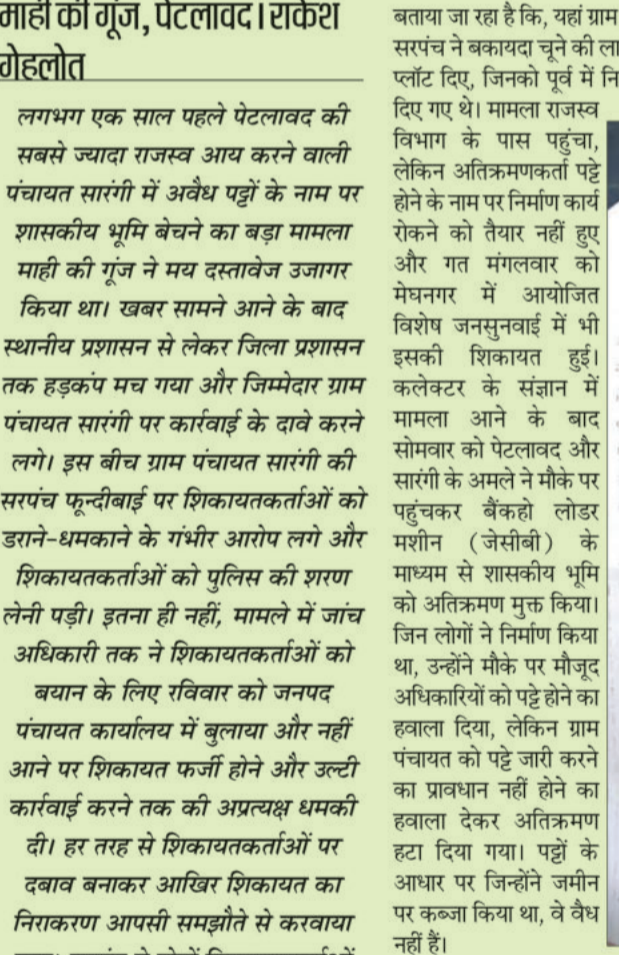 माही की गूंज, पेटलावद। राकेश
गेहलोत
लगभग एक साल पहले पेटलावद की
सबसे ज्यादा राजस्व आय करने वाली
पंचायत सारंगी में अवैध पट्टों के नाम पर
शासकीय भूमि बेचने का बड़ा मामला
माही की गूंज ने मय दस्तावेज उजागर
किया था। खबर सामने आने के बाद
स्थानीय प्रशासन से लेकर जिला प्रशासन
तक हड़कंप मच गया और जिम्मेदार ग्राम
पंचायत सारंगी पर कार्रवाई के दावे करने
लगे। इस बीच ग्राम पंचायत सारंगी की
सरपंच फून्दीबाई पर शिकायतकर्ताओं को
डराने-धमकाने के गंभीर आरोप लगे और
शिकायतकर्ताओं को पुलिस की शरण
लेनी पड़ी। इतना ही नहीं, मामले में जांच
अधिकारी तक ने शिकायतकर्ताओं को
बयान के लिए रविवार को जनपद
पंचायत कार्यालय में बुलाया और नहीं
आने पर शिकायत फर्जी होने और उल्टी
कार्रवाई करने तक की अप्रत्यक्ष धमकी
दी। हर तरह से शिकायतकर्ताओं पर
दबाव बनाकर आखिर शिकायत का
निराकरण आपसी समझौते से करवाया
बताया जा रहा है कि, यहां ग्राम
सरपंच ने बकायदा चूने की ला
प्लॉट दिए, जिनको पूर्व में नि
दिए गए थे। मामला राजस्व
विभाग के पास पहुंचा,
लेकिन अतिक्रमणकर्ता पट्टे
होने के नाम पर निर्माण कार्य
रोकने को तैयार नहीं हुए
और गत मंगलवार को
मेघनगर में आयोजित
विशेष जनसुनवाई में भी
इसकी शिकायत हुई।
कलेक्टर के संज्ञान में
मामला आने के बाद
सोमवार को पेटलावद और
सारंगी के अमले ने मौके पर
पहुंचकर बैंकहो लोडर
मशीन (जेसीबी) के
माध्यम से शासकीय भूमि
को अतिक्रमण मुक्त किया।
जिन लोगों ने निर्माण किया
था, उन्होंने मौके पर मौजूद
अधिकारियों को पट्टे होने का
हवाला दिया, लेकिन ग्राम
पंचायत को पट्टे जारी करने
का प्रावधान नहीं होने का
हवाला देकर अतिक्रमण
हटा दिया गया। पट्टों के
आधार पर जिन्होंने जमीन
पर कब्जा किया था, वे वैध
नहीं हैं।